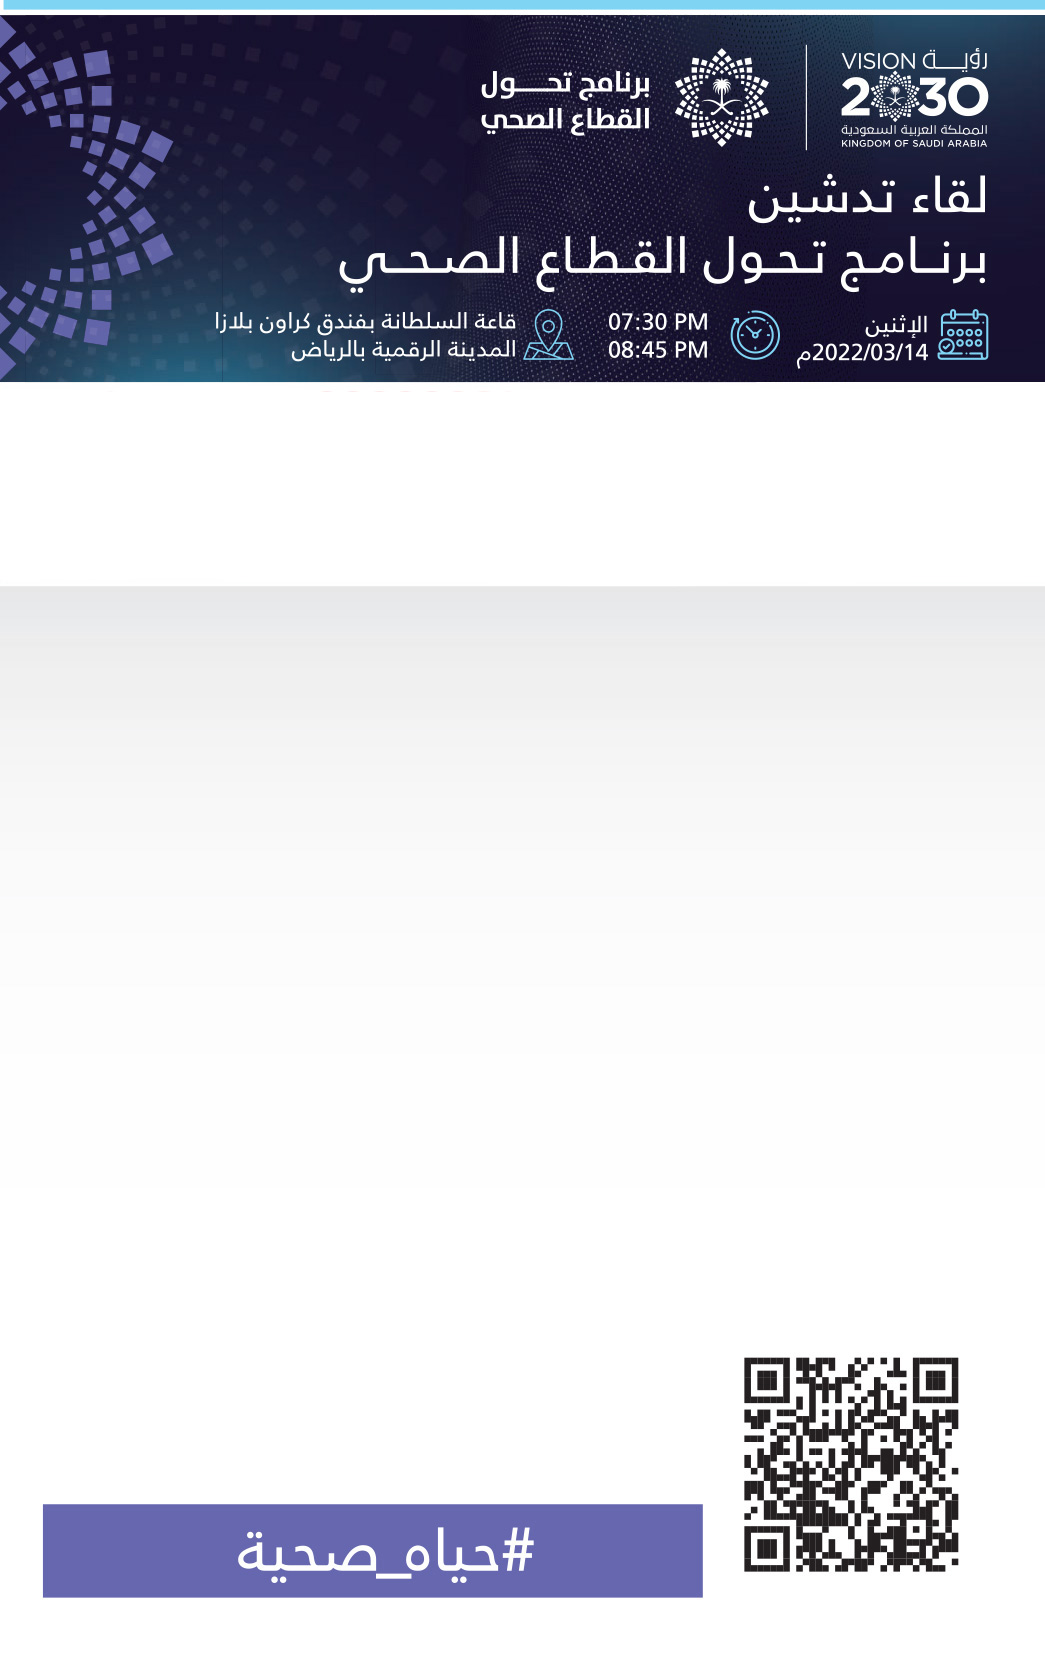 VISION رؤيـــة
2030
المملكة العربية السعودية
KINGDOM OF SAUDI ARABIA
برنامج تحـــول
القطاع الصحي
لقاء تدشين
برنـامج تـحـول القـطـاع الصـحـي
الإثنين
2022/03/14م
07:30 PM
08:45 PM
قاعة السلطانة بفندق كراون بلازا
المدينة الرقمية بالرياض
#حياه_صحية